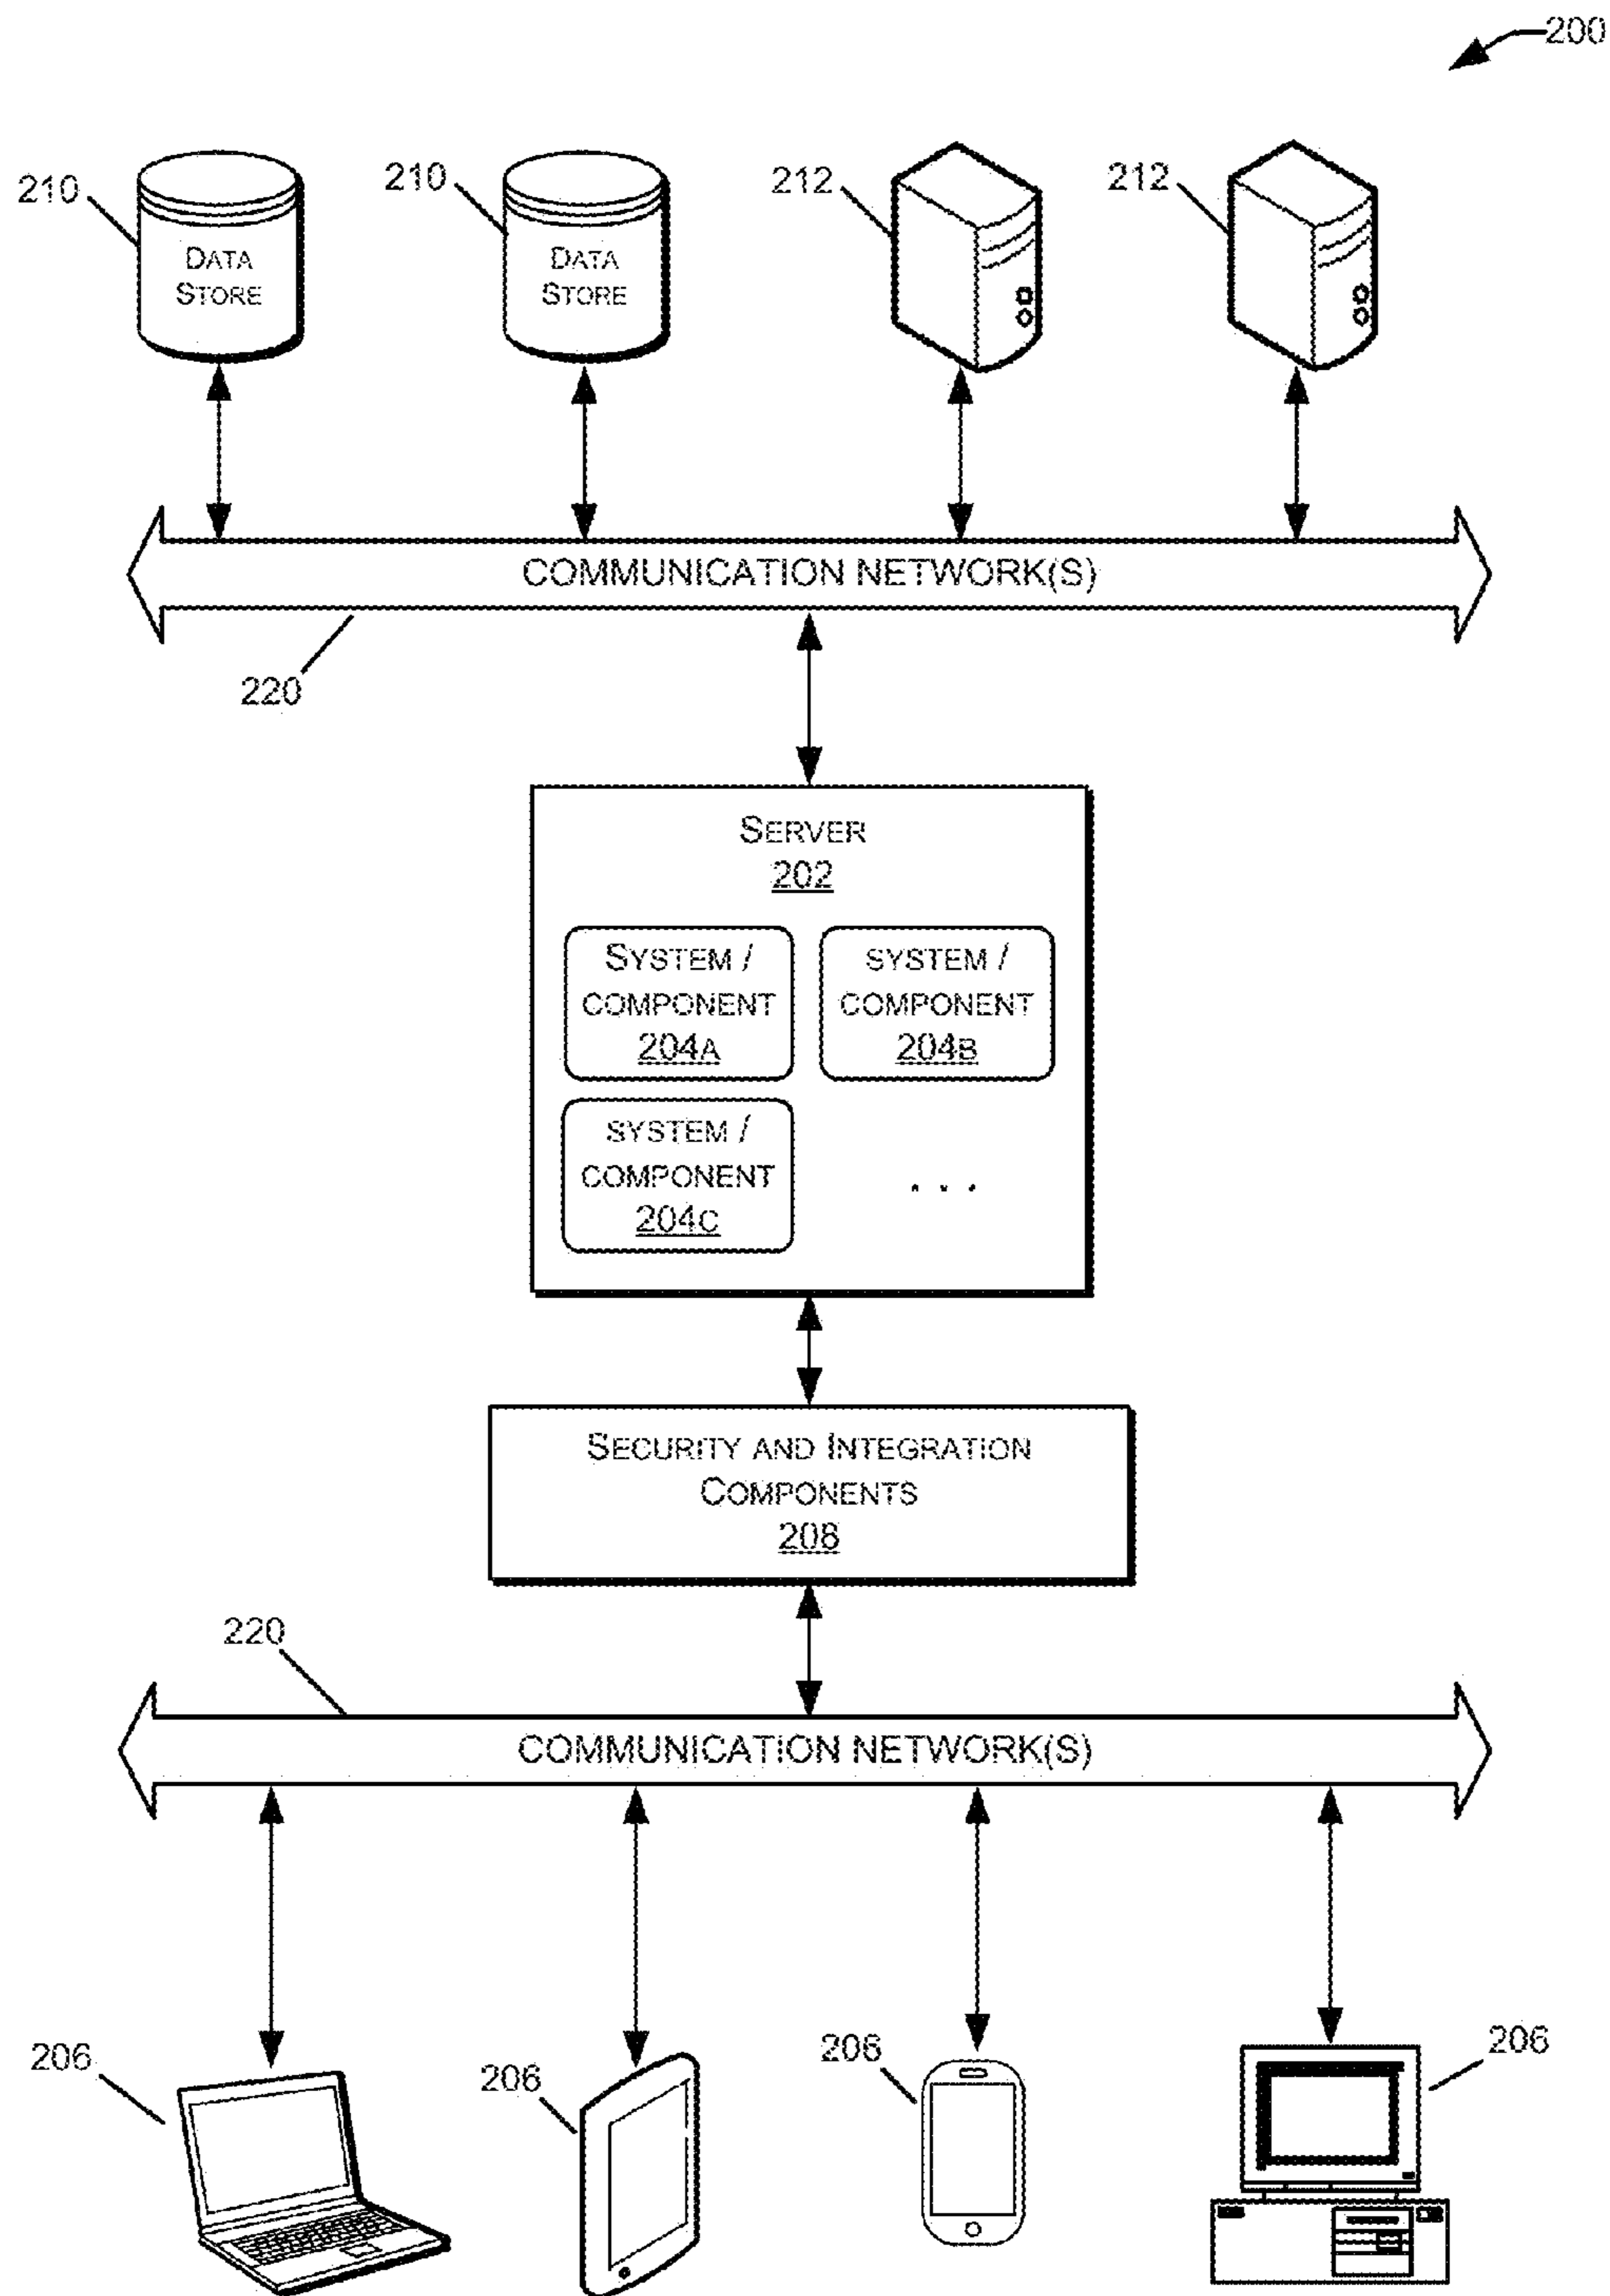 200
210
210
212
212
DATA
STORE
DATA
STORE
COMMUNICATION NETWORK(S)
220
SERVER
202
SYSTEM /
COMPONENT
204A
SYSTEM /
COMPONENT
204B
SYSTEM /
COMPONENT
204C
. . .
SECURITY AND INTEGRATION
COMPONENTS
208
220
COMMUNICATION NETWORK(S)
206
206
206
206